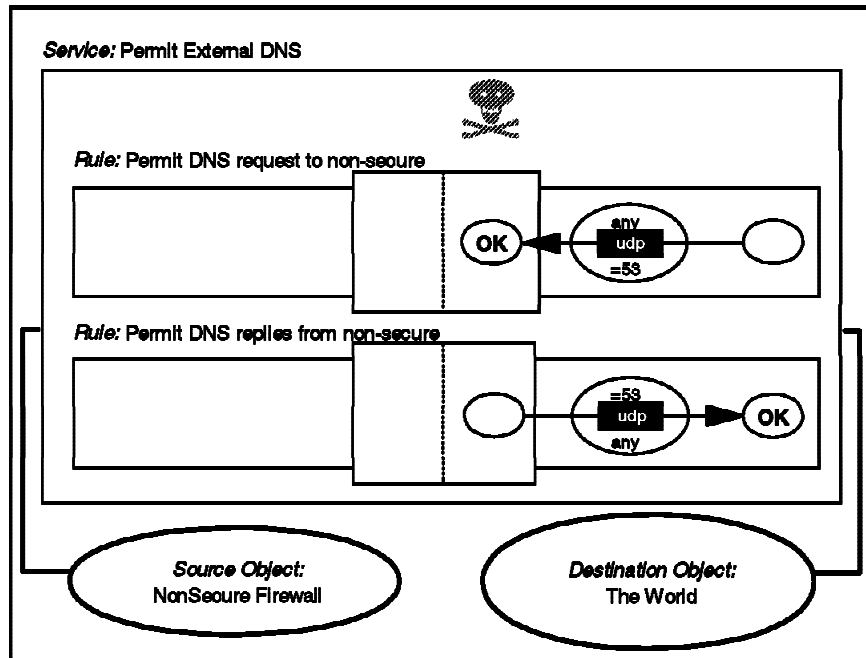 Service: Permit External DNS
Rule: Permit DNS request to non-secure
OK
any
udp
=53
Rule: Permit DNS replies from non-secure
=53
udp
any
OK
Source Object:
NonSecure Firewall
Destination Object:
The World